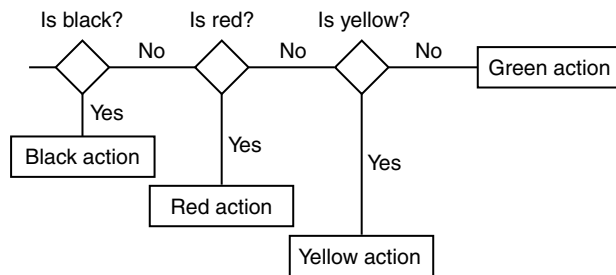 Is black?
Is red?
Is yellow?
No
No
No
Green action
Yes
Black action
Yes
Red action
Yes
Yellow action